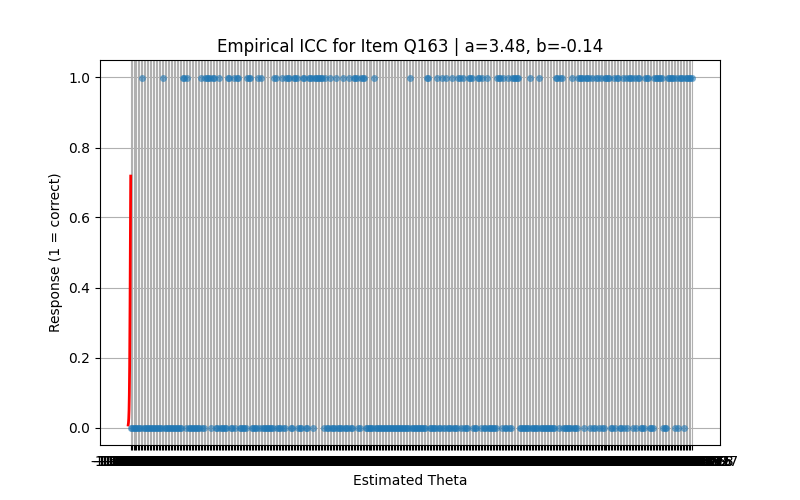 Empirical ICC for Item Q163 | a=3.48, b=-0.14
1.0
0.8
0.6
0.4
0.2
0.0
Response (1 = correct)
Estimated Theta